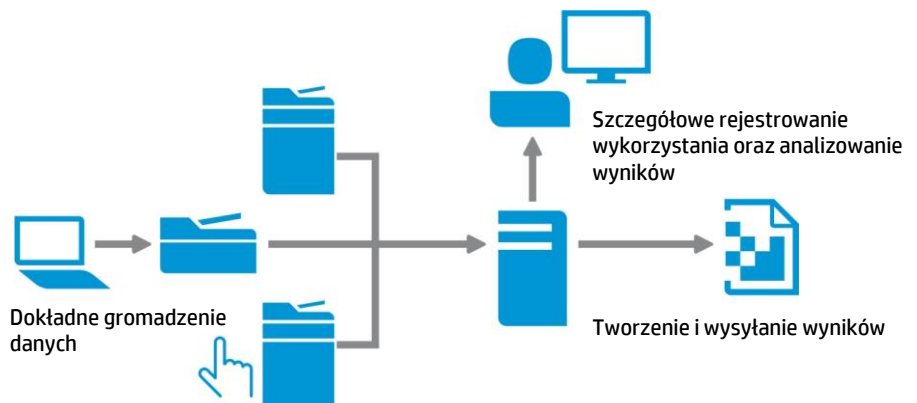 Szczegółowe rejestrowanie
wykorzystania oraz analizowanie
wyników
Dokładne gromadzenie
danych
Tworzenie i wysyłanie wyników